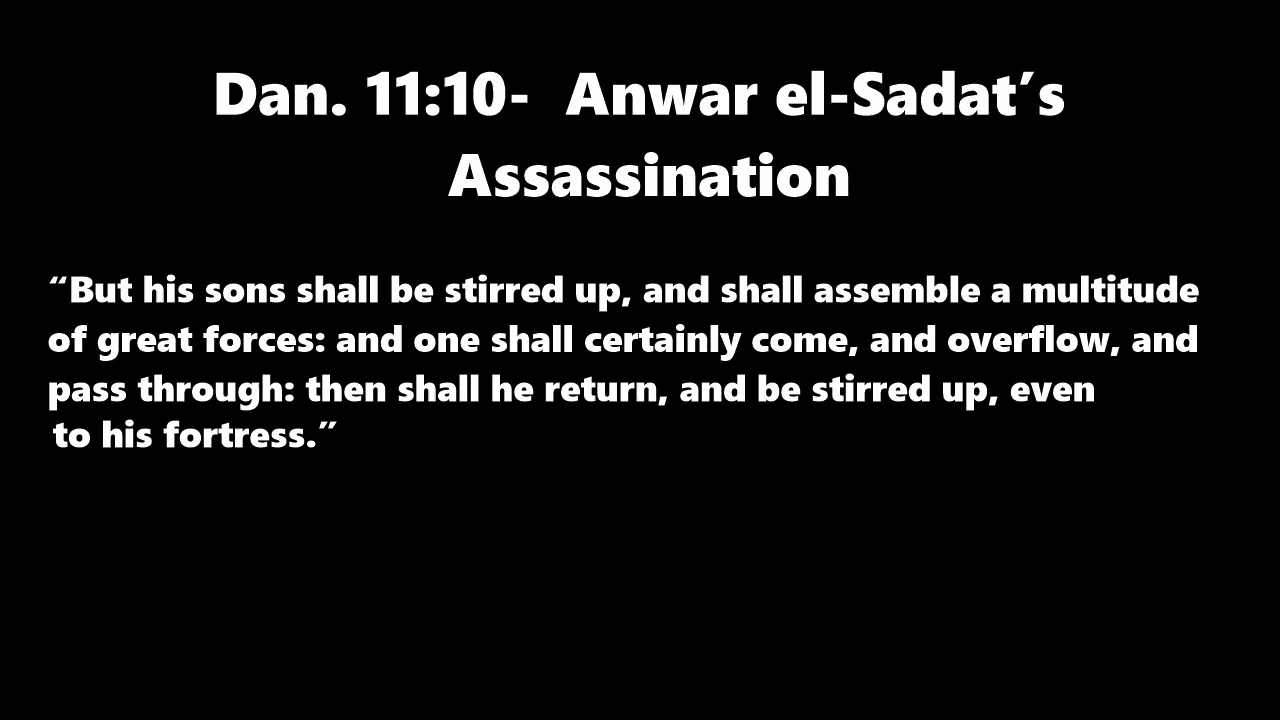 Dan. 11:10-  Anwar el-Sadat’s
Assassination
“But his sons shall be stirred up, and shall assemble a multitude
of great forces: and one shall certainly come, and overflow, and
pass through: then shall he return, and be stirred up, even
to his fortress.”